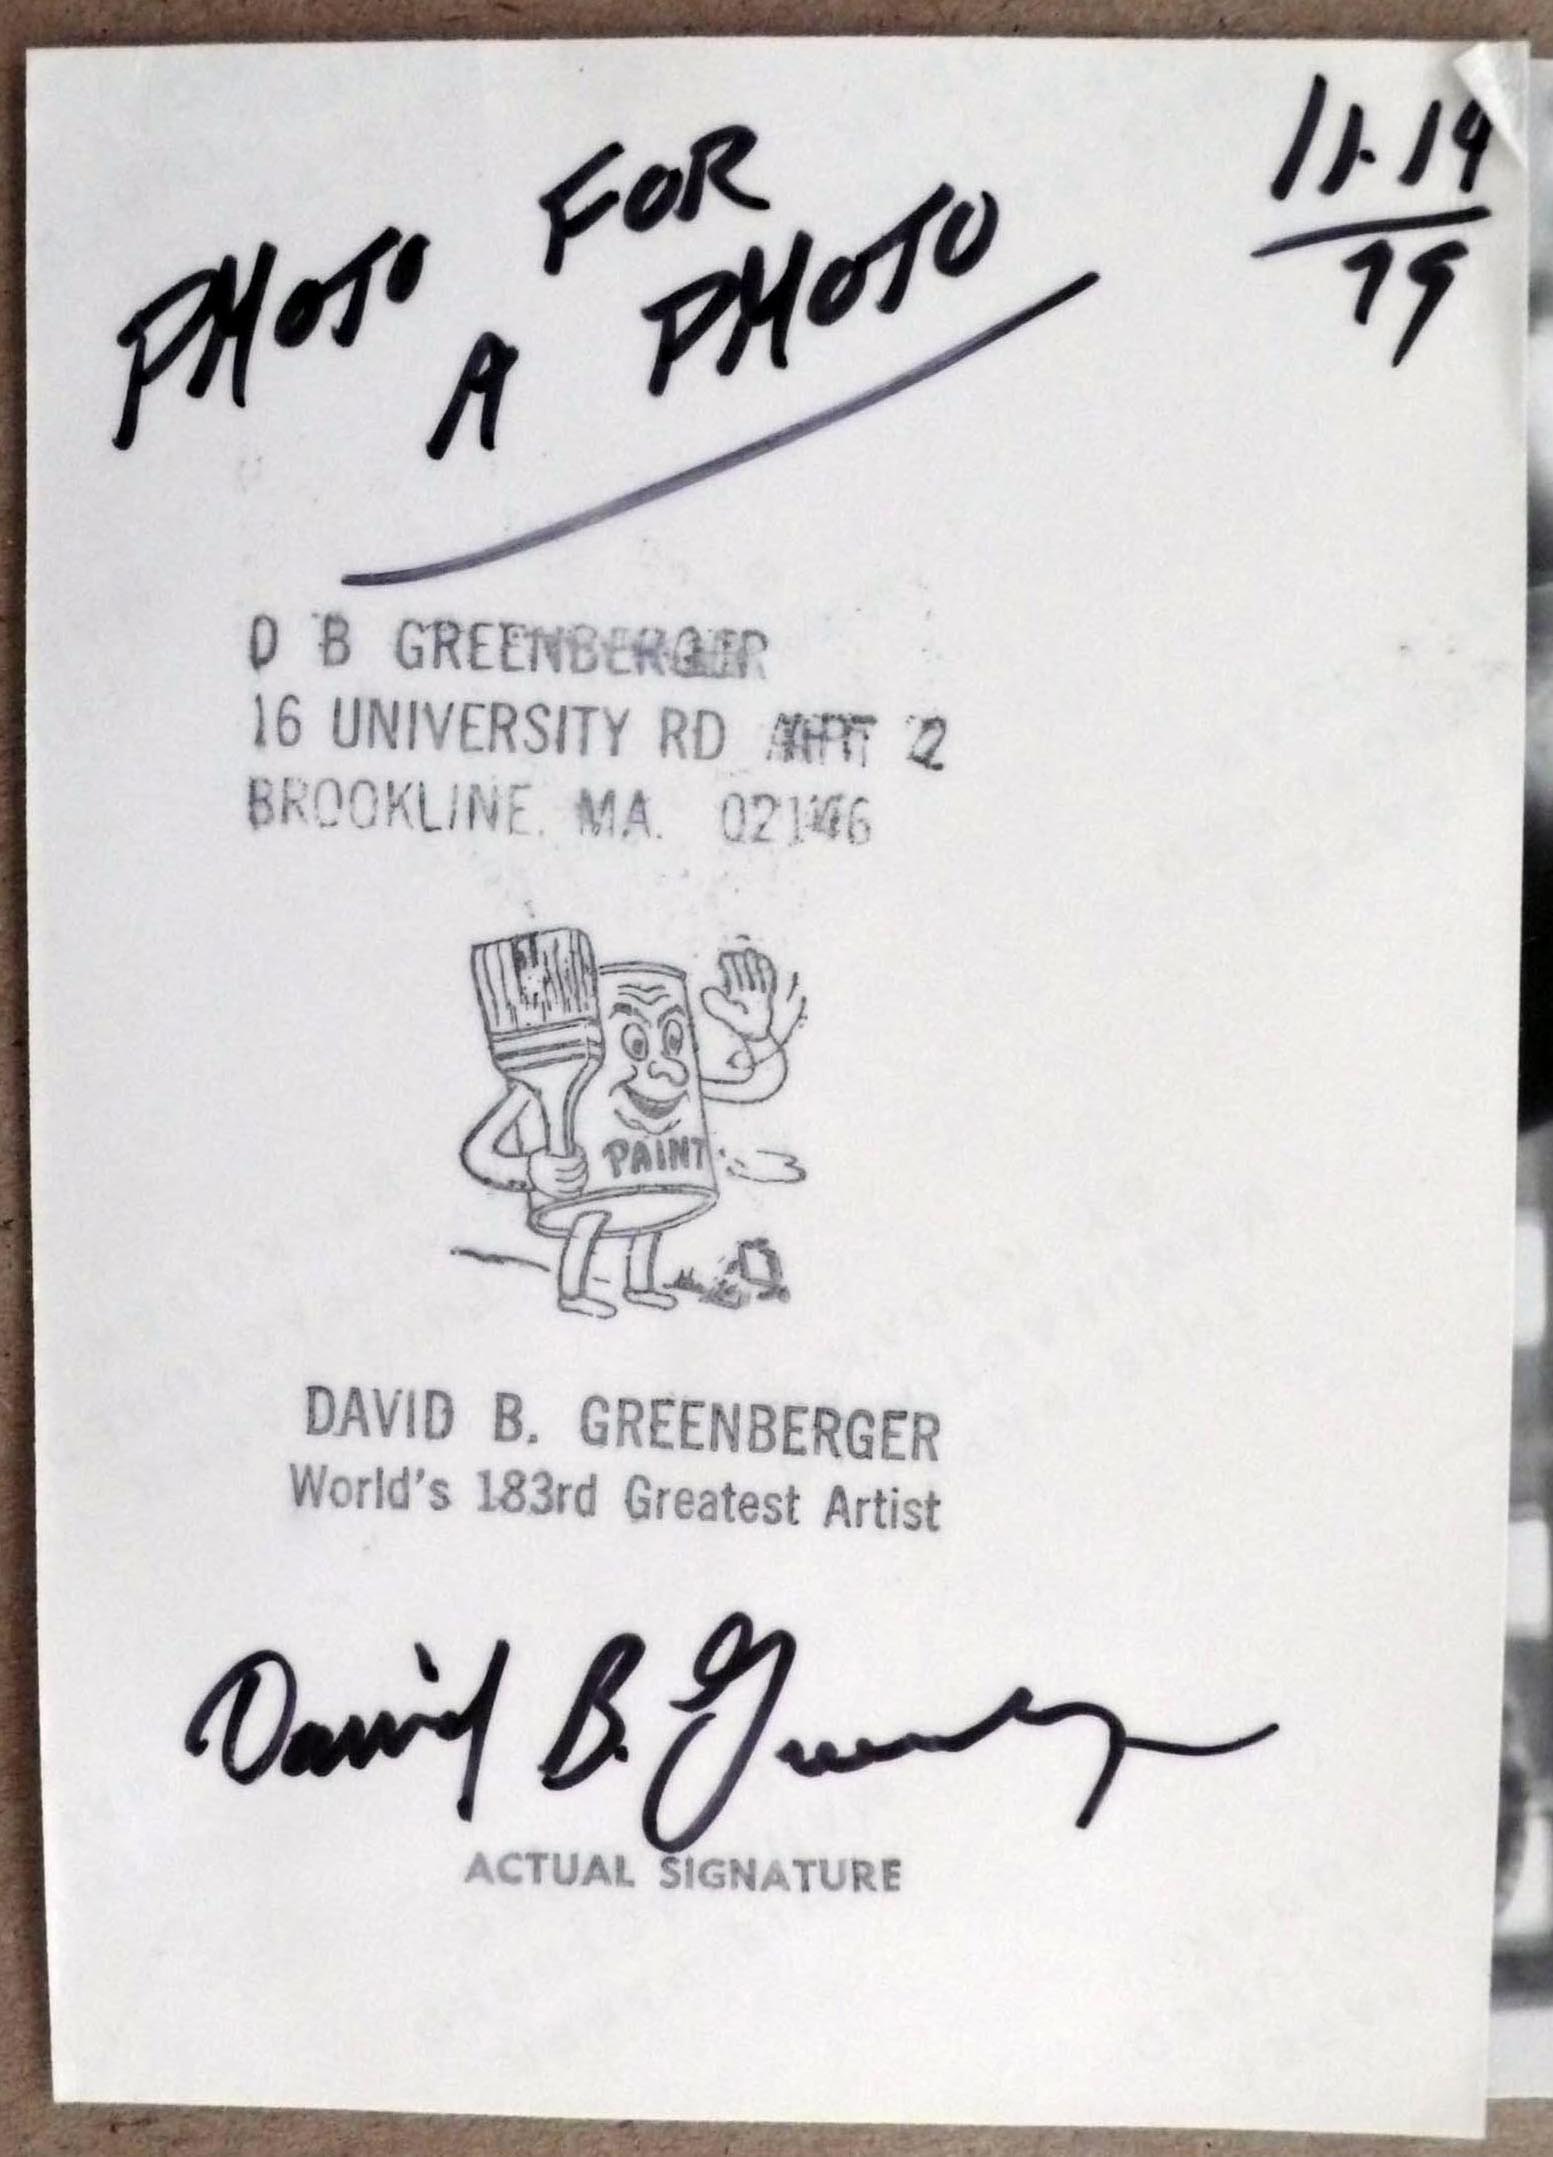 PHOTO FOR
A PHOTO
11·14
79
D B GREENBERGER
16 UNIVERSITY RD APT 2
BROOKLINE, MA. 02146
PAINT
DAVID B. GREENBERGER
World's 183rd Greatest Artist
David B. Greenberger
ACTUAL SIGNATURE